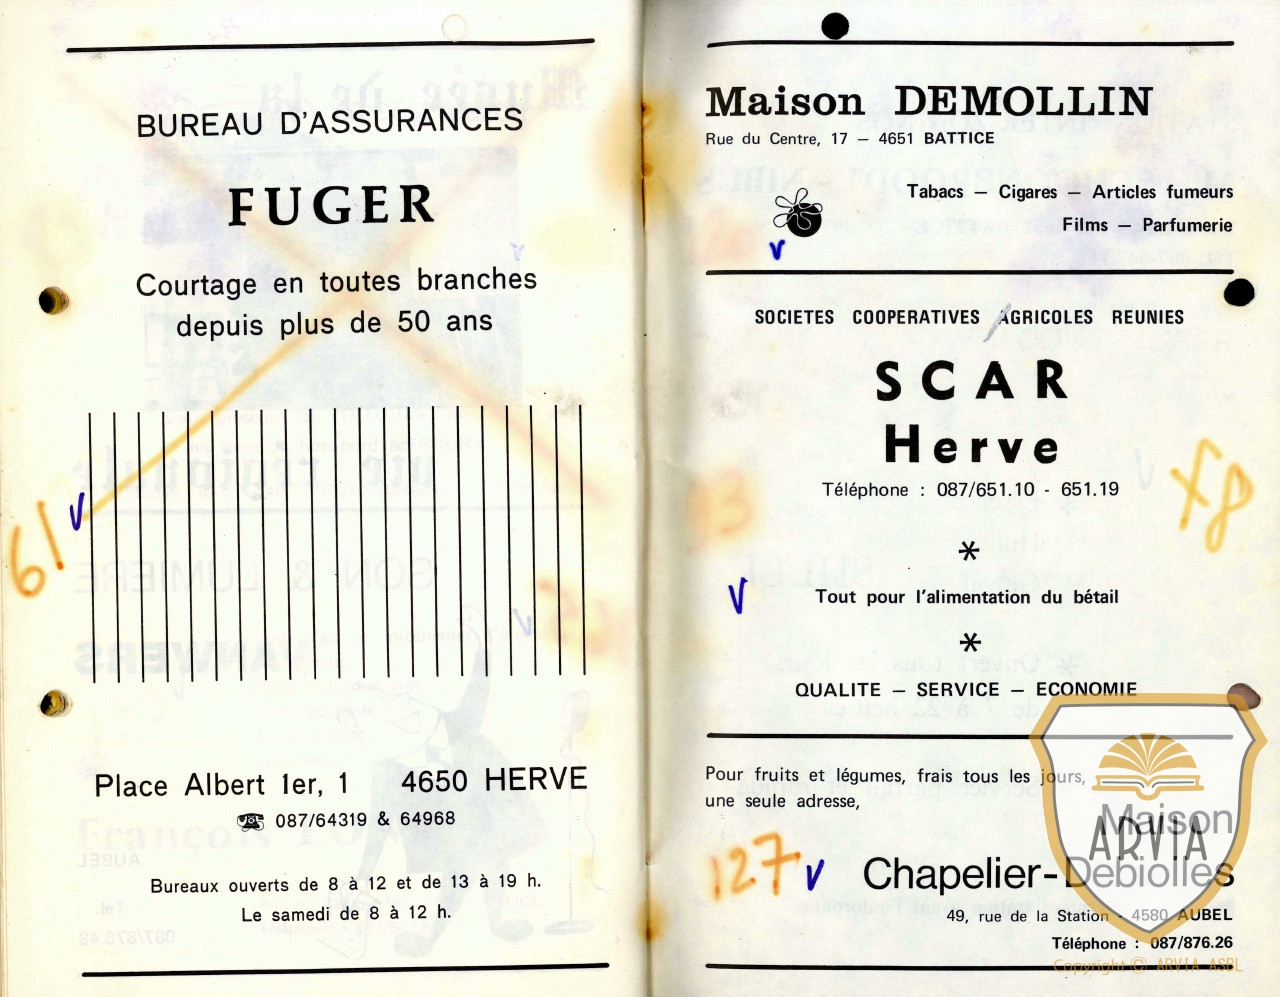 BUREAU D'ASSURANCES
FUGER
Courtage en toutes branches
depuis plus de 50 ans
61
Place Albert 1er, 1 4650 HERVE
☎ 087/64319 & 64968
Bureaux ouverts de 8 à 12 et de 13 à 19 h.
Le samedi de 8 à 12 h.
Maison DEMOLLIN
Rue du Centre, 17 — 4651 BATTICE
Tabacs — Cigares — Articles fumeurs
Films — Parfumerie
SOCIETES COOPERATIVES AGRICOLES REUNIES
SCAR
Herve
Téléphone : 087/651.10 - 651.19
*
Tout pour l'alimentation du bétail
*
QUALITE — SERVICE — ECONOMIE
Pour fruits et légumes, frais tous les jours,
une seule adresse,
Maison
127
Chapelier-Debiolles
49, rue de la Station - 4580 AUBEL
Téléphone : 087/876.26
ARVIA
Copyright © ARVIA ASBL